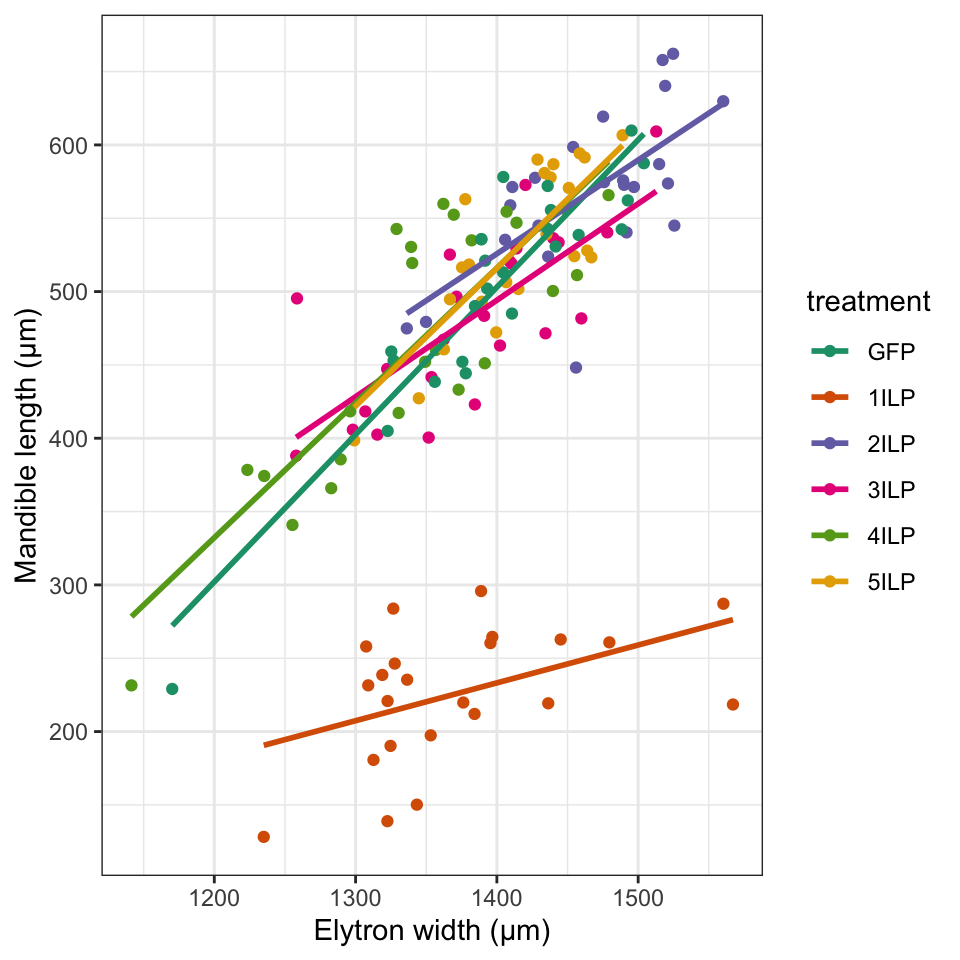 Mandible length (µm)
600
500
400
300
200
1200 1300 1400 1500
Elytron width (µm)
treatment
GFP
1ILP
2ILP
3ILP
4ILP
5ILP